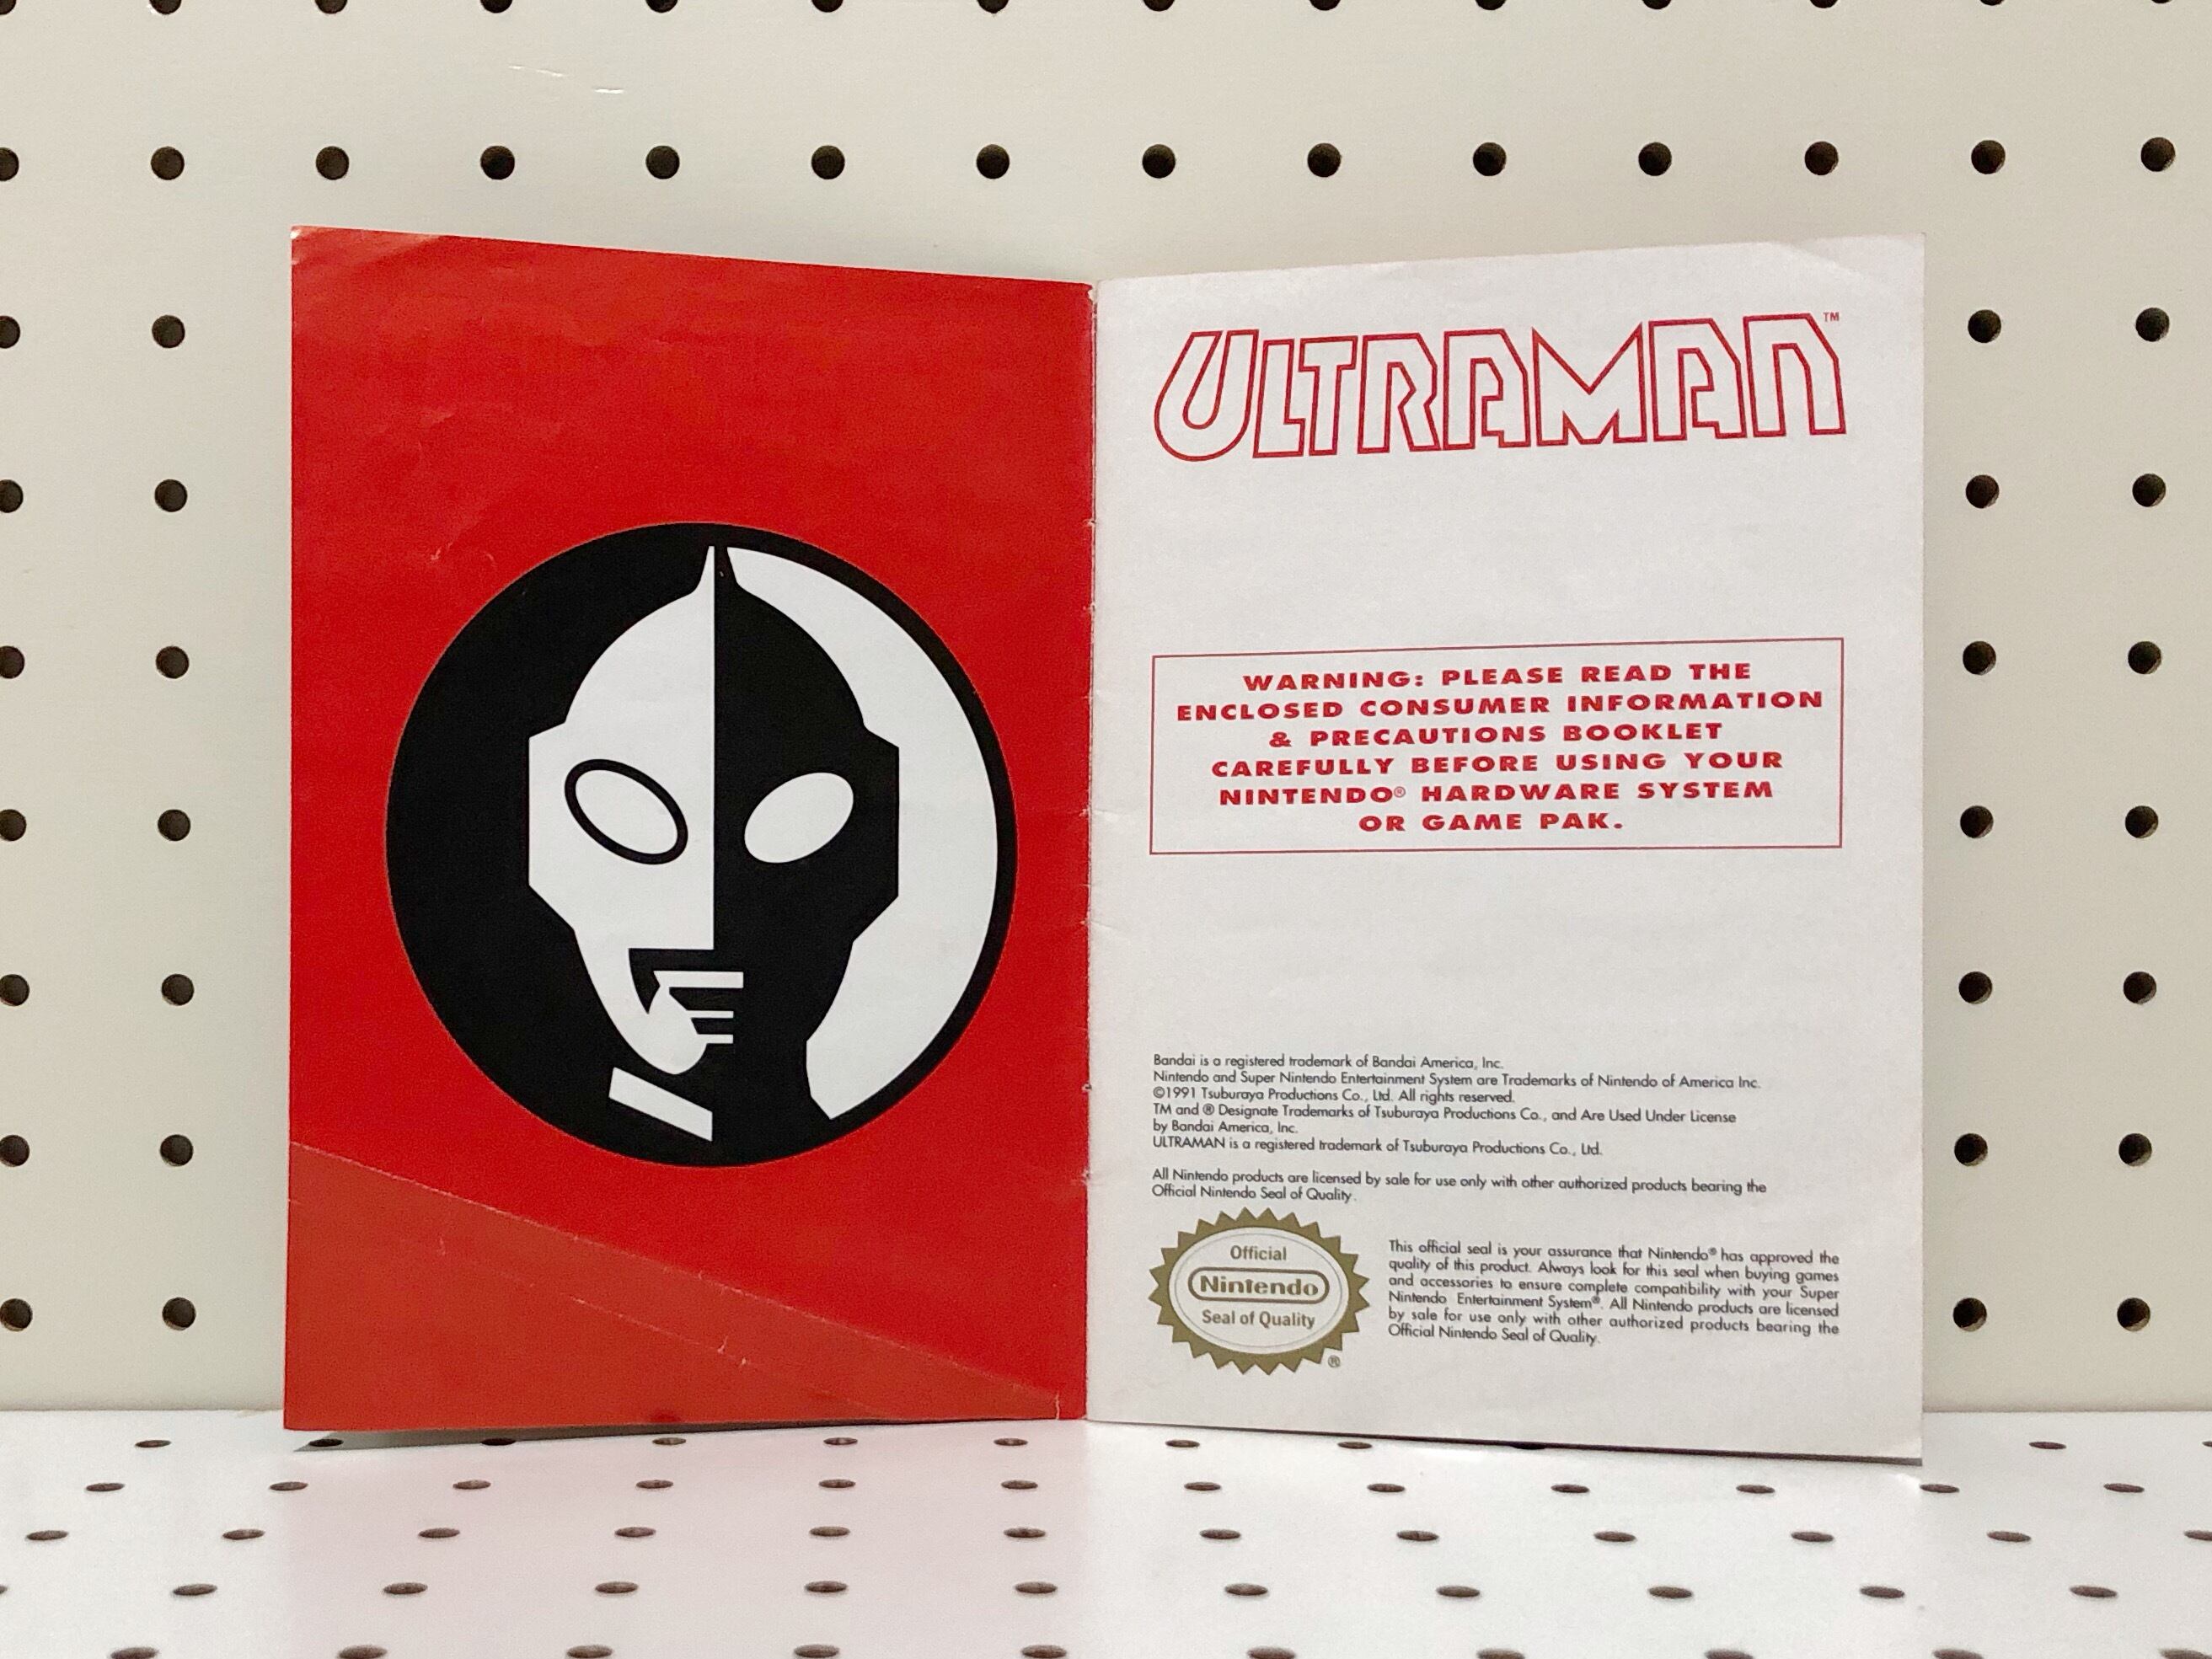 ULTRAMAN™
WARNING: PLEASE READ THE
ENCLOSED CONSUMER INFORMATION
& PRECAUTIONS BOOKLET
CAREFULLY BEFORE USING YOUR
NINTENDO® HARDWARE SYSTEM
OR GAME PAK.
Bandai is a registered trademark of Bandai America, Inc.
Nintendo and Super Nintendo Entertainment System are Trademarks of Nintendo of America Inc.
©1991 Tsuburaya Productions Co., Ltd. All rights reserved.
TM and ® Designate Trademarks of Tsuburaya Productions Co., and Are Used Under License
by Bandai America, Inc.
ULTRAMAN is a registered trademark of Tsuburaya Productions Co., Ltd.
All Nintendo products are licensed by sale for use only with other authorized products bearing the
Official Nintendo Seal of Quality.
Official
Nintendo
Seal of Quality
®
This official seal is your assurance that Nintendo® has approved the
quality of this product. Always look for this seal when buying games
and accessories to ensure complete compatibility with your Super
Nintendo Entertainment System®. All Nintendo products are licensed
by sale for use only with other authorized products bearing the
Official Nintendo Seal of Quality.